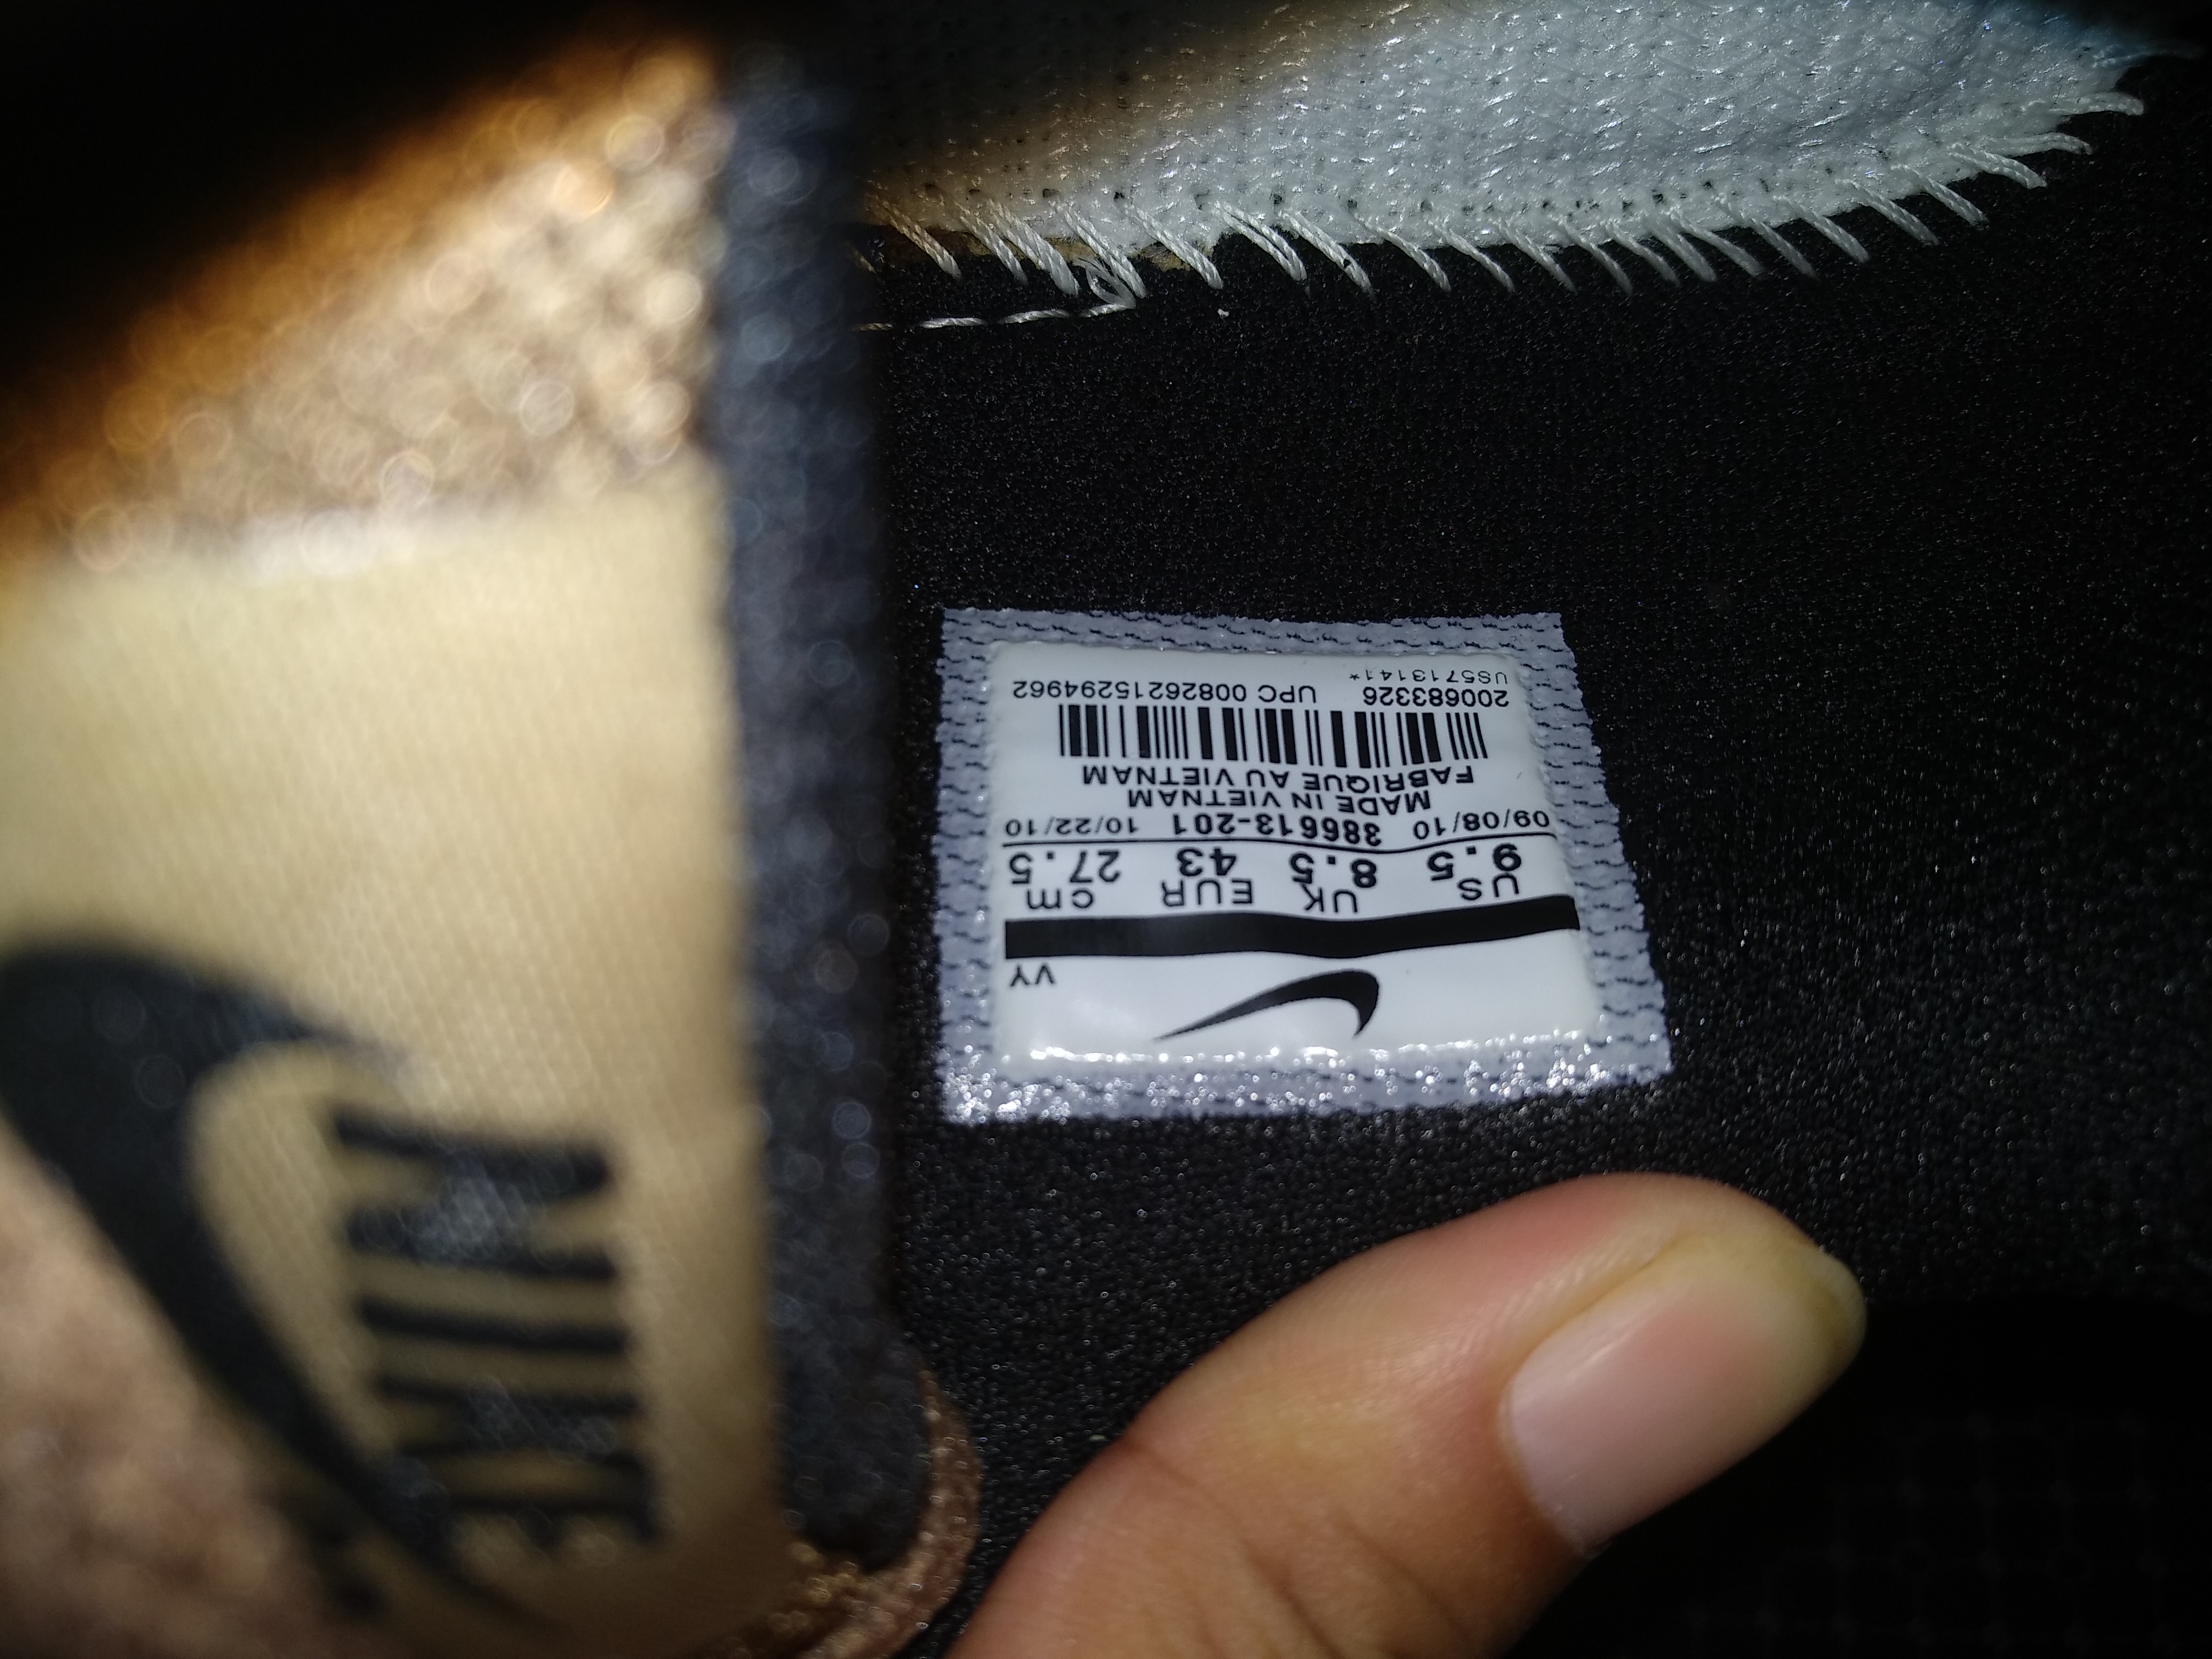 VY
US UK EUR cm
9.5 8.5 43 27.5
09/08/10 386613-201 10/22/10
MADE IN VIETNAM
FABRIQUE AU VIETNAM
200683326 UPC 00826215294962
US5713141*
NIKE